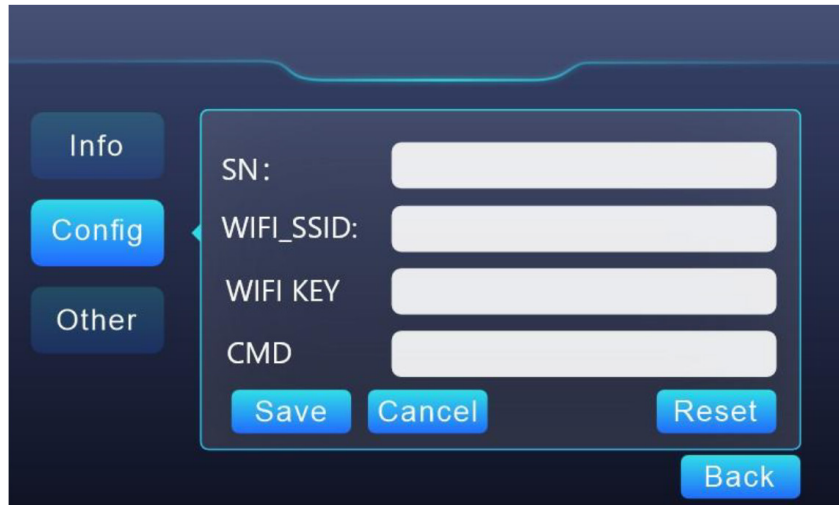 Info
Config
Other
SN:
WIFI_SSID:
WIFI KEY
CMD
Save Cancel Reset
Back